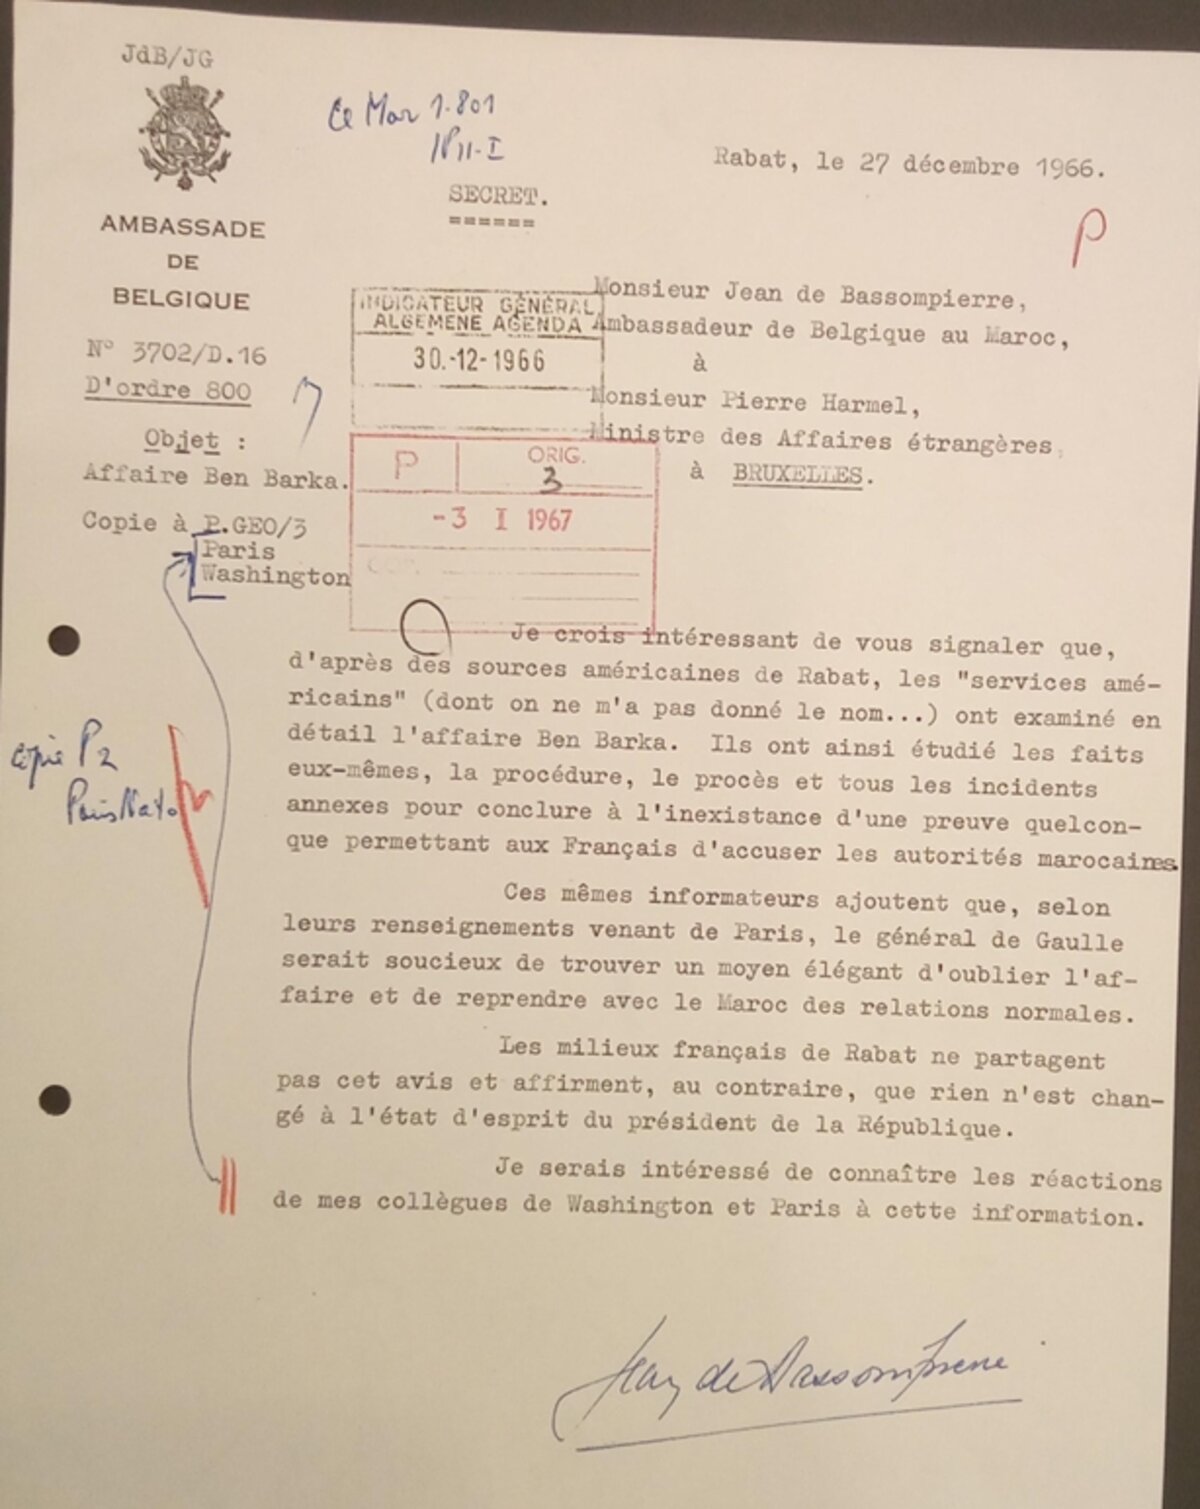 JdB/JG
Ce Mar 1.801
AMBASSADE
DE
BELGIQUE
N° 3702/D.16
D'ordre 800
Objet :
Affaire Ben Barka.
Copie à P.GEO/3
Paris
Washington
SECRET.
======
Rabat, le 27 décembre 1966.
P
INDICATEUR GÉNÉRAL
ALGEMENE AGENDA
30.-12-1966
Monsieur Jean de Bassompierre,
Ambassadeur de Belgique au Maroc,
à
Monsieur Pierre Harmel,
Ministre des Affaires étrangères,
à BRUXELLES.
P
ORIG.
3
-3 I 1967
COP.
Je crois intéressant de vous signaler que,
d'après des sources américaines de Rabat, les "services amé-
ricains" (dont on ne m'a pas donné le nom...) ont examiné en
détail l'affaire Ben Barka. Ils ont ainsi étudié les faits
eux-mêmes, la procédure, le procès et tous les incidents
annexes pour conclure à l'inexistance d'une preuve quelcon-
que permettant aux Français d'accuser les autorités marocaines.
Ces mêmes informateurs ajoutent que, selon
leurs renseignements venant de Paris, le général de Gaulle
serait soucieux de trouver un moyen élégant d'oublier l'af-
faire et de reprendre avec le Maroc des relations normales.
Les milieux français de Rabat ne partagent
pas cet avis et affirment, au contraire, que rien n'est chan-
gé à l'état d'esprit du président de la République.
Je serais intéressé de connaître les réactions
de mes collègues de Washington et Paris à cette information.
copie P2
Paris Nato
Jean de Bassompierre